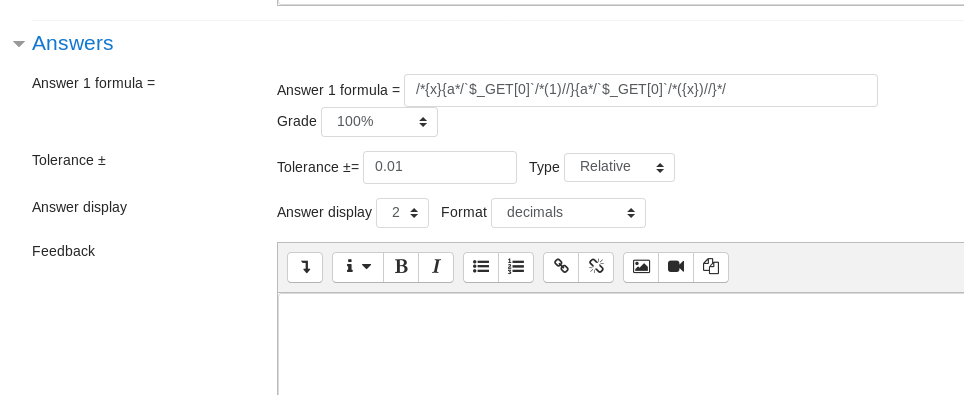 Answers
Answer 1 formula =
Answer 1 formula = /*{x}{a*/`$_GET[0]`/*(1)//}{a*/`$_GET[0]`/*({x})//}*/
Grade 100%
Tolerance ±
Tolerance ±= 0.01 Type Relative
Answer display
Answer display 2 Format decimals
Feedback
i B I